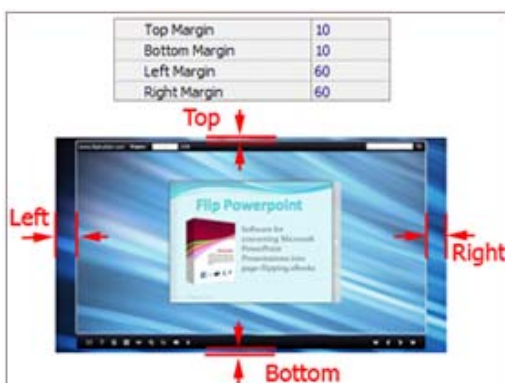 Top Margin 10
Bottom Margin 10
Left Margin 60
Right Margin 60
Top
Left
Flip Powerpoint
Software for
converting Microsoft
PowerPoint
Presentations into
page-flipping eBooks
Right
Bottom